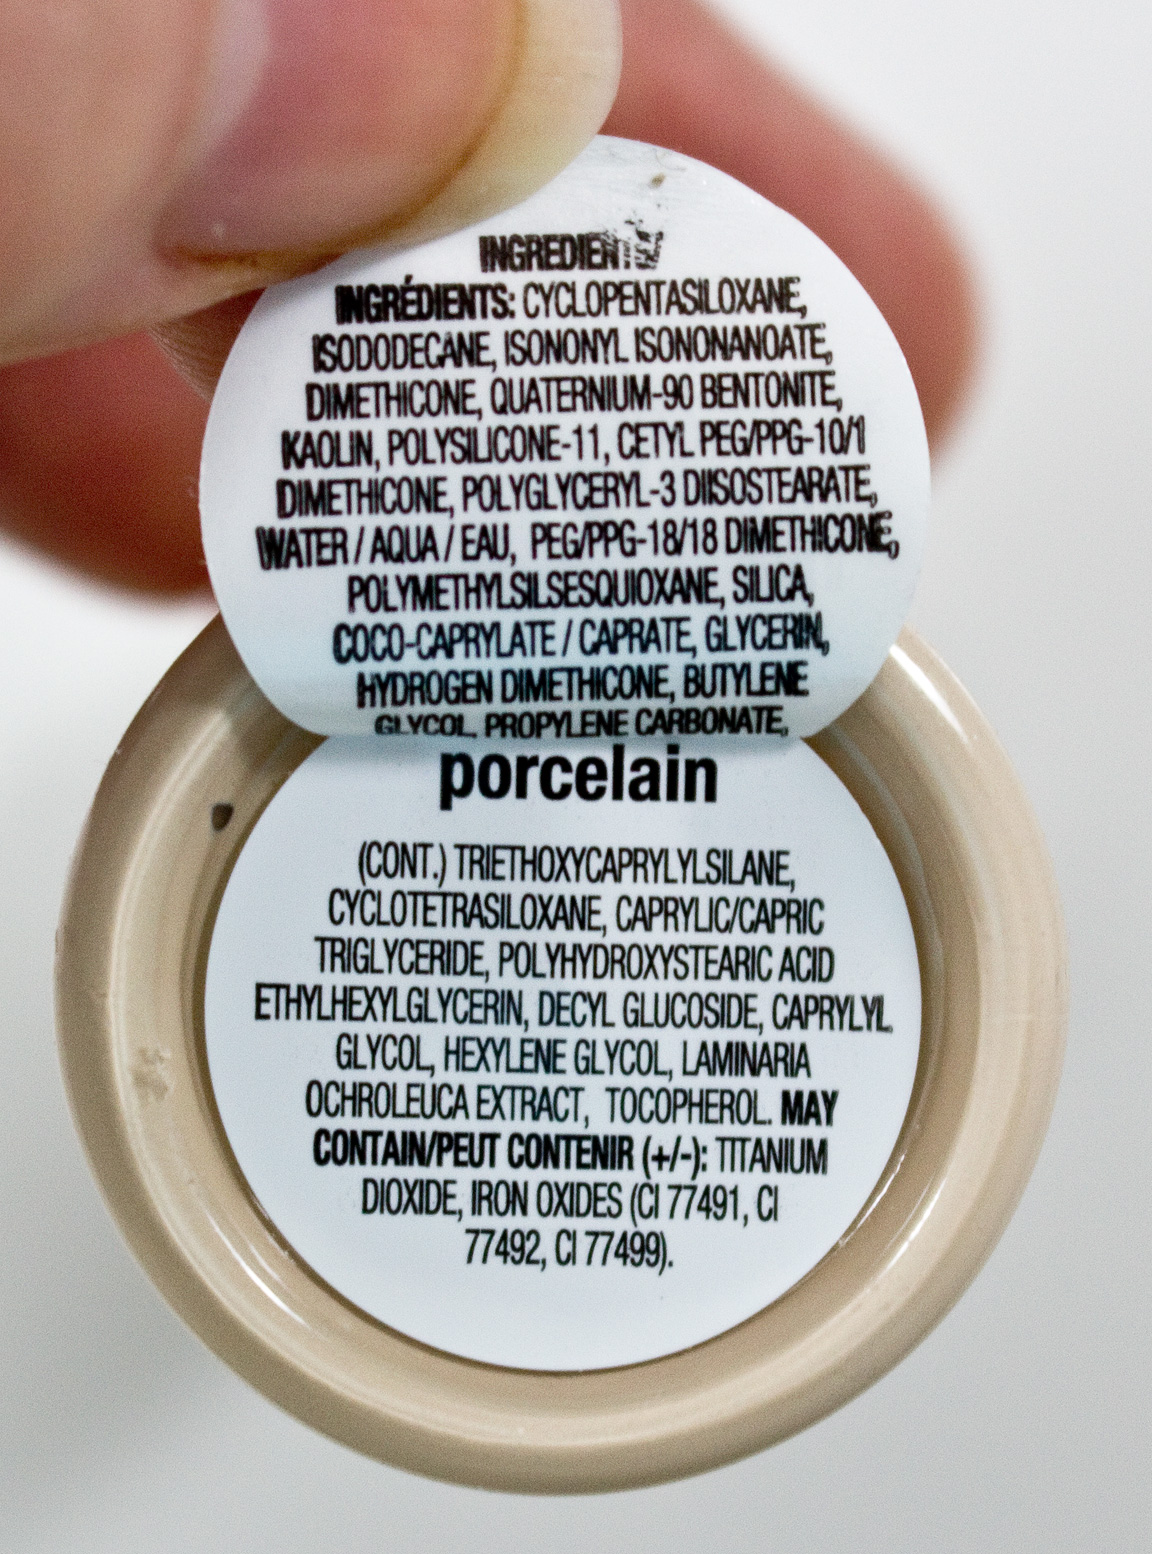 INGREDIENTS/
INGRÉDIENTS: CYCLOPENTASILOXANE,
ISODODECANE, ISONONYL ISONONANOATE,
DIMETHICONE, QUATERNIUM-90 BENTONITE,
KAOLIN, POLYSILICONE-11, CETYL PEG/PPG-10/1
DIMETHICONE, POLYGLYCERYL-3 DIISOSTEARATE,
WATER / AQUA / EAU, PEG/PPG-18/18 DIMETHICONE,
POLYMETHYLSILSESQUIOXANE, SILICA,
COCO-CAPRYLATE / CAPRATE, GLYCERIN,
HYDROGEN DIMETHICONE, BUTYLENE
GLYCOL, PROPYLENE CARBONATE,
porcelain
(CONT.) TRIETHOXYCAPRYLYLSILANE,
CYCLOTETRASILOXANE, CAPRYLIC/CAPRIC
TRIGLYCERIDE, POLYHYDROXYSTEARIC ACID
ETHYLHEXYLGLYCERIN, DECYL GLUCOSIDE, CAPRYLYL
GLYCOL, HEXYLENE GLYCOL, LAMINARIA
OCHROLEUCA EXTRACT, TOCOPHEROL. MAY
CONTAIN/PEUT CONTENIR (+/-): TITANIUM
DIOXIDE, IRON OXIDES (CI 77491, CI
77492, CI 77499).